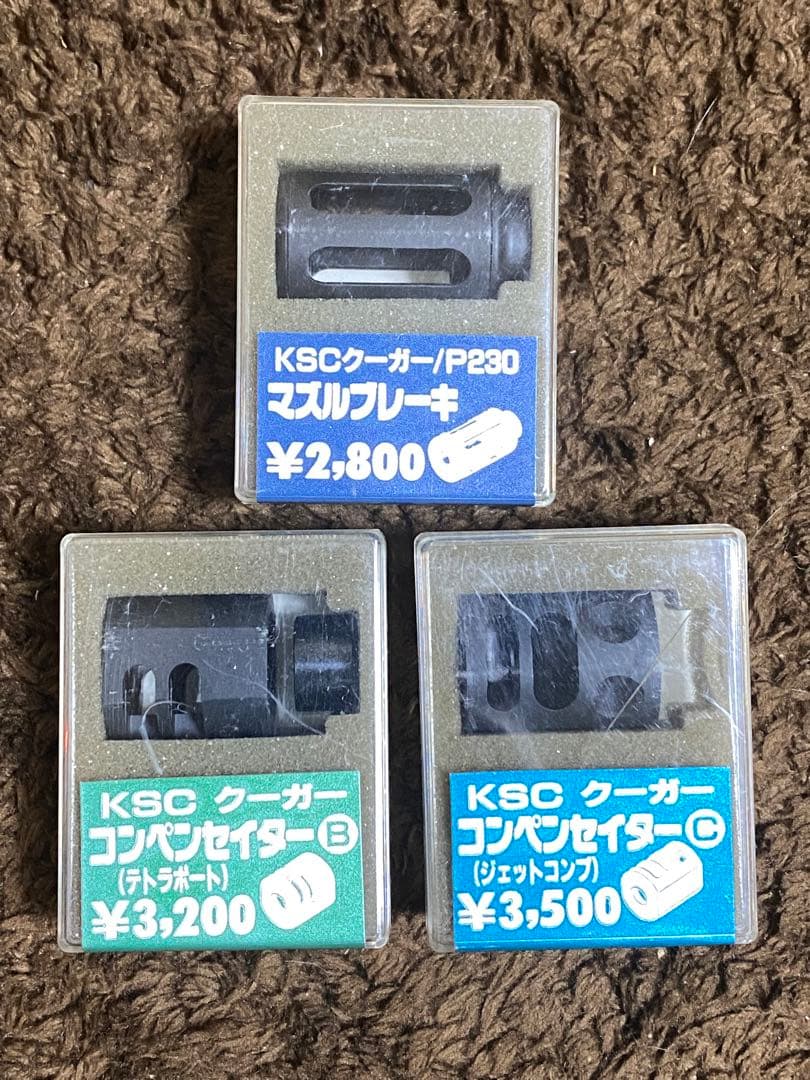 KSCクーガー/P230
マズルブレーキ
¥2,800
KSC クーガー
コンペンセイターⒷ
(テトラポート)
¥3,200
KSC クーガー
コンペンセイターⒸ
(ジェットコンプ)
¥3,500